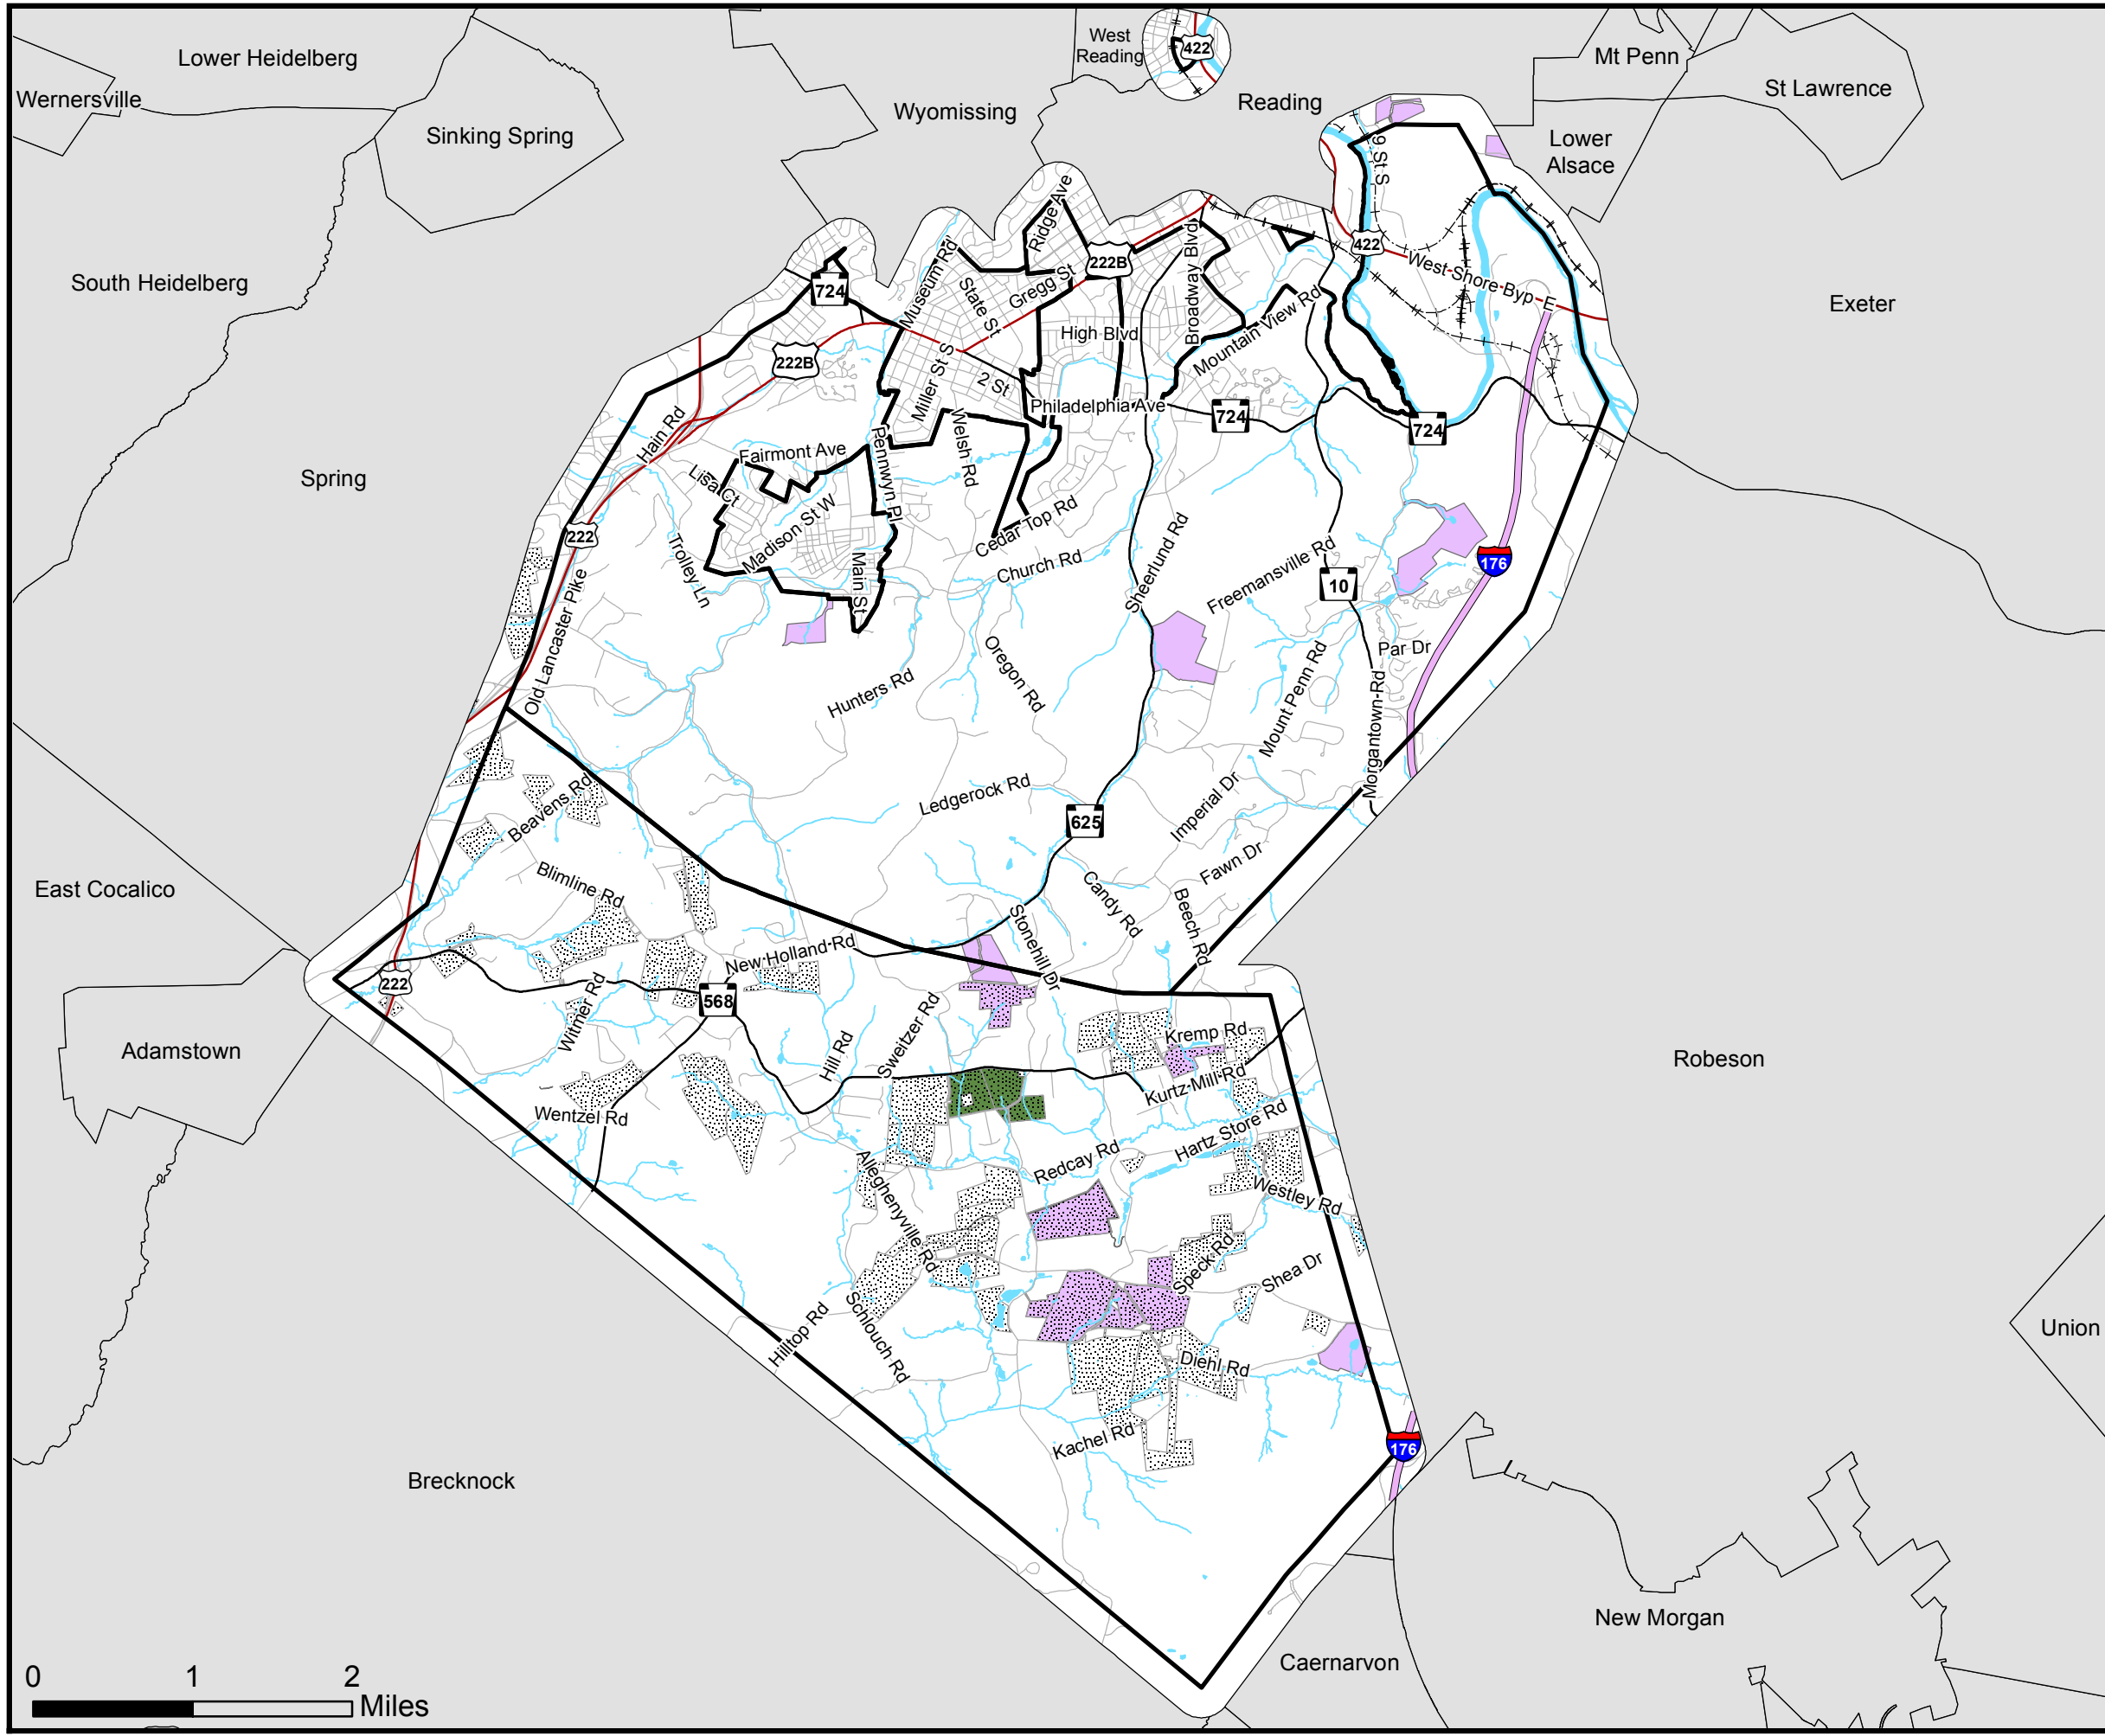 Lower Heidelberg
Wernersville
Sinking Spring
West
Reading
422
Wyomissing
Reading
Mt Penn
St Lawrence
Lower
Alsace
9 St S
South Heidelberg
Exeter
Ridge Ave
222B
422
West Shore Byp E
724
Museum Rd
State St
Gregg St
High Blvd
Broadway Blvd
Mountain View Rd
222B
Miller St S
2 St
Philadelphia Ave
724
724
Hain Rd
Fairmont Ave
Pennwyn Pl
Welsh Rd
Lisa Ct
Spring
Madison St W
Cedar Top Rd
222
Trolley Ln
Main St
Church Rd
Sheerlund Rd
Freemansville Rd
10
176
Old Lancaster Pike
Hunters Rd
Oregon Rd
Mount Penn Rd
Par Dr
Morgantown Rd
Beavens Rd
Ledgerock Rd
625
Imperial Dr
Fawn Dr
East Cocalico
Blimline Rd
Candy Rd
Beech Rd
Stonehill Dr
New Holland Rd
222
568
Witmer Rd
Adamstown
Hill Rd
Sweitzer Rd
Kremp Rd
Kurtz Mill Rd
Robeson
Wentzel Rd
Hartz Store Rd
Redcay Rd
Alleghenyville Rd
Westley Rd
Speck Rd
Shea Dr
Schlouch Rd
Hilltop Rd
Union
Diehl Rd
Kachel Rd
176
Brecknock
New Morgan
Caernarvon
0 1 2
Miles